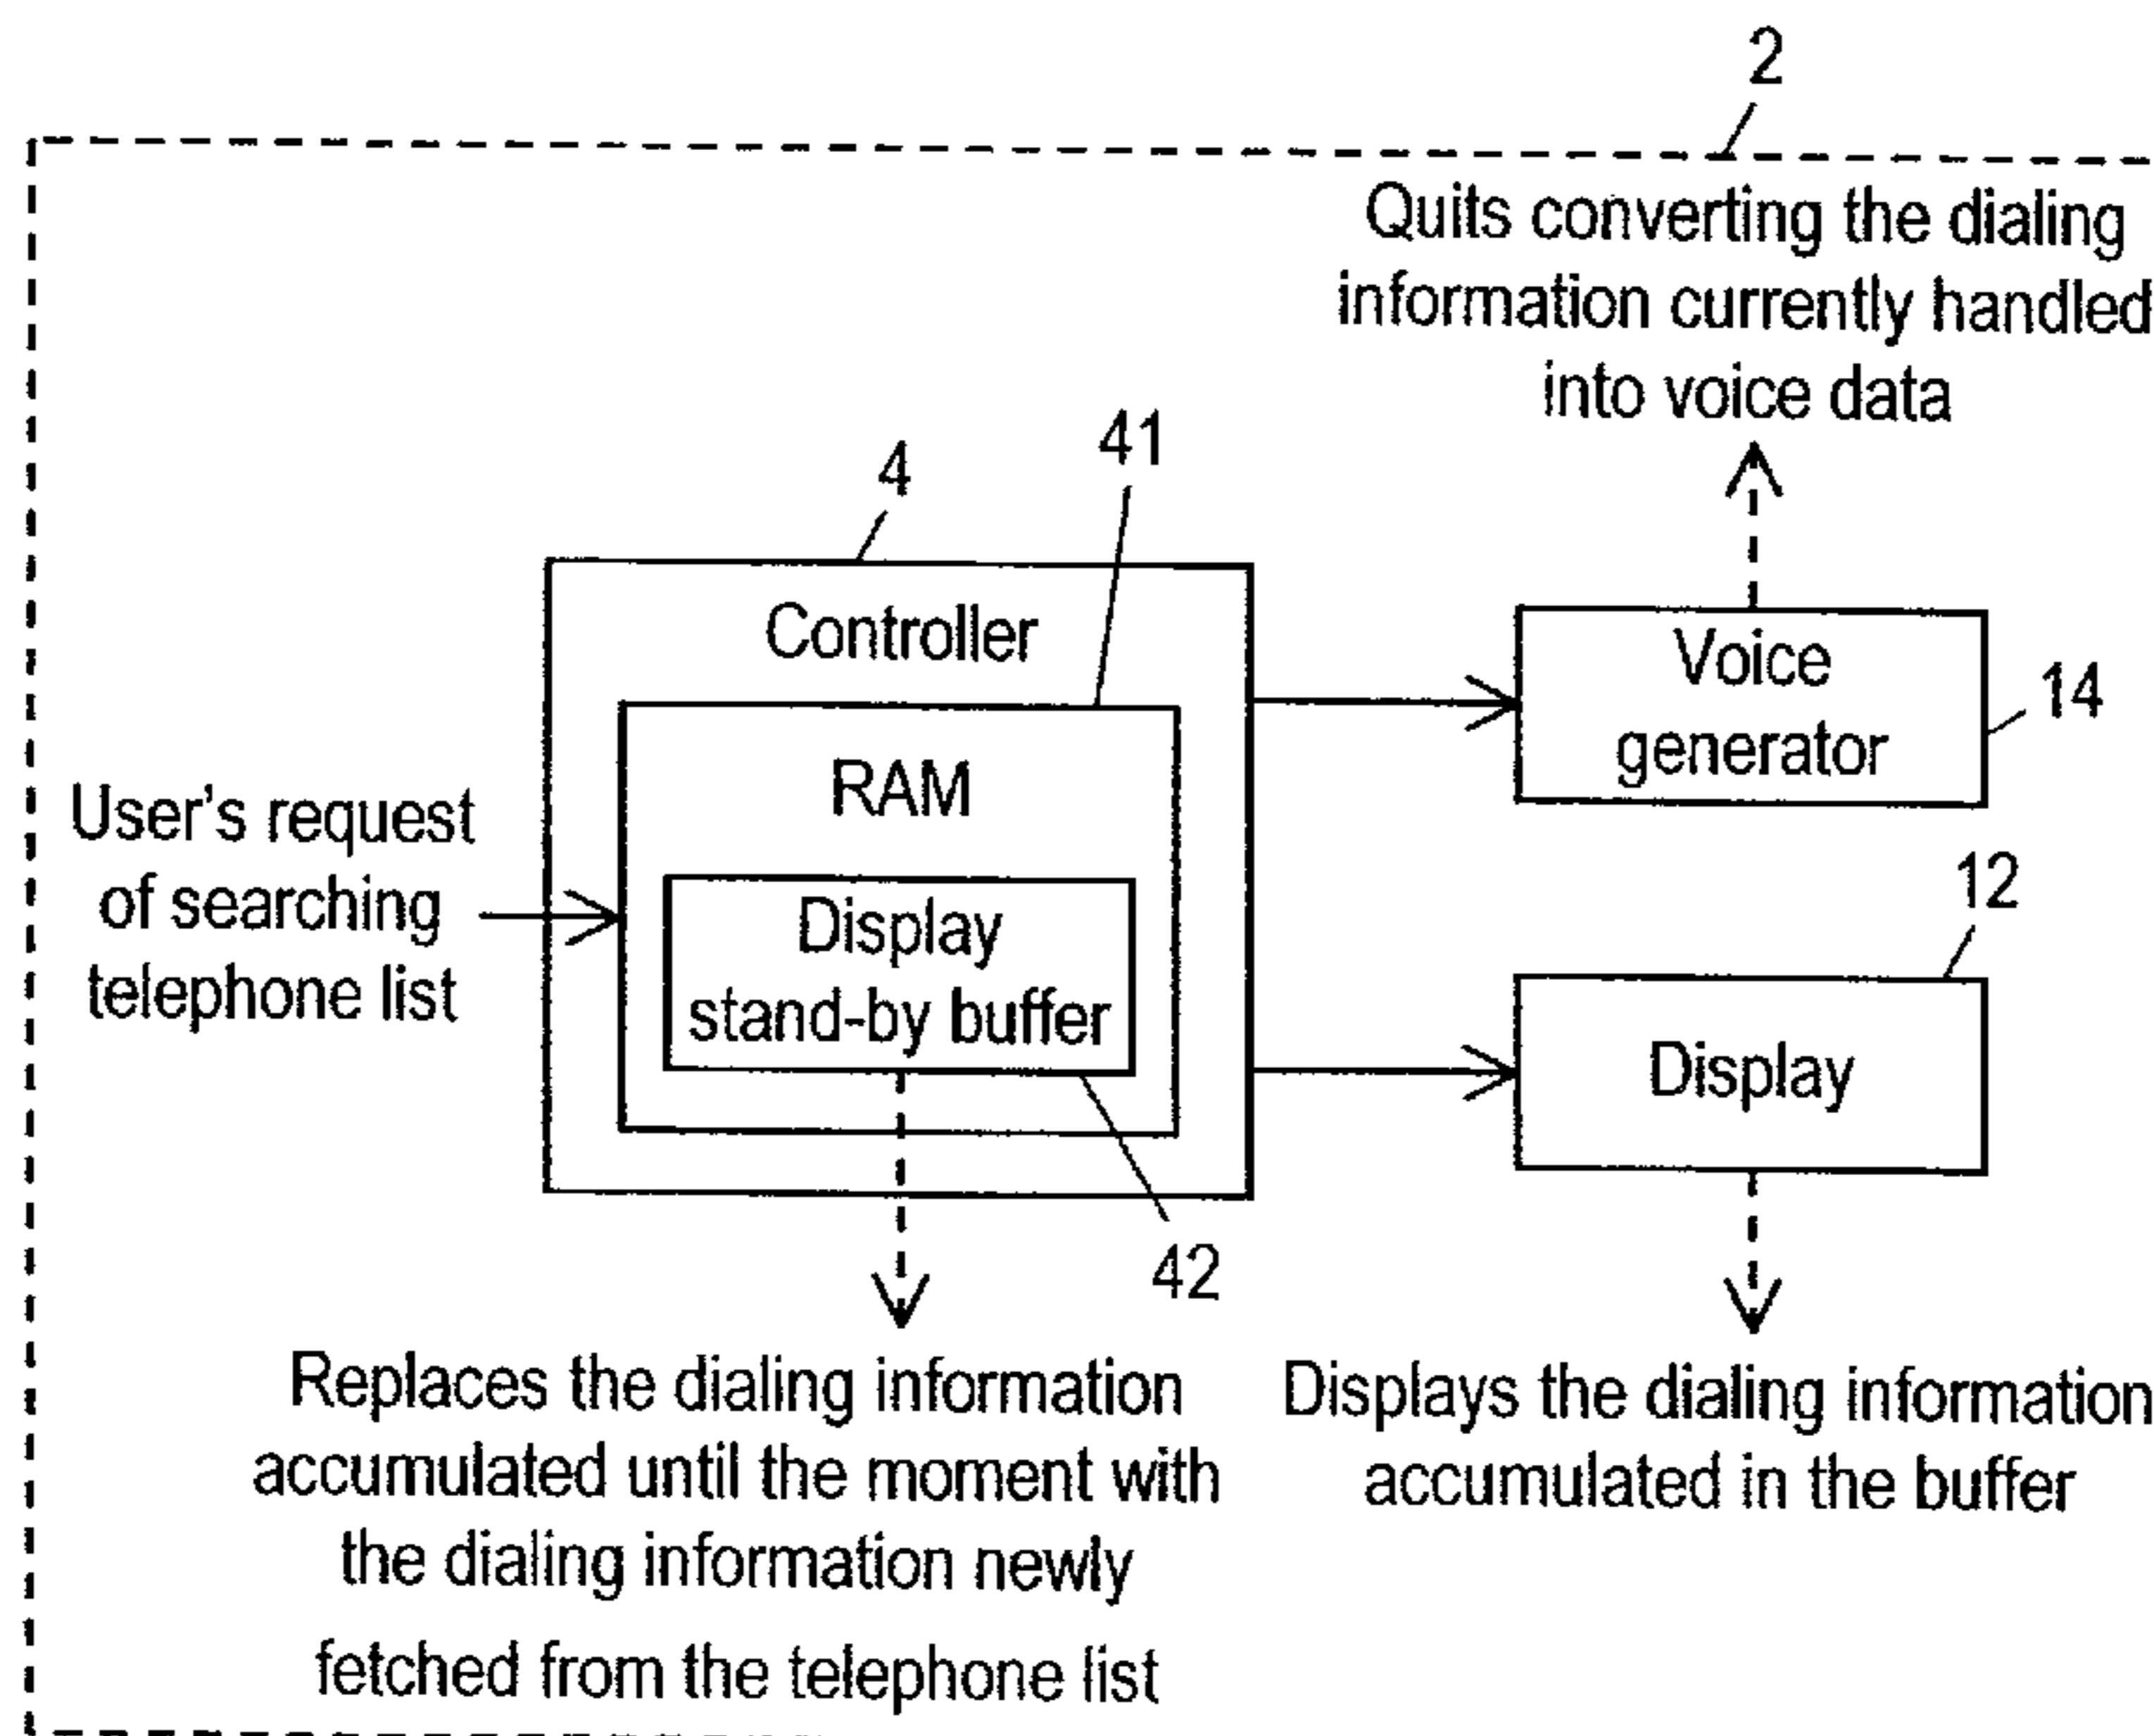 2
Quits converting the dialing
information currently handled
into voice data
41
4
Controller
Voice
generator
14
RAM
User's request
of searching
telephone list
Display
stand-by buffer
12
Display
42
Replaces the dialing information
accumulated until the moment with
the dialing information newly
fetched from the telephone list
Displays the dialing information
accumulated in the buffer